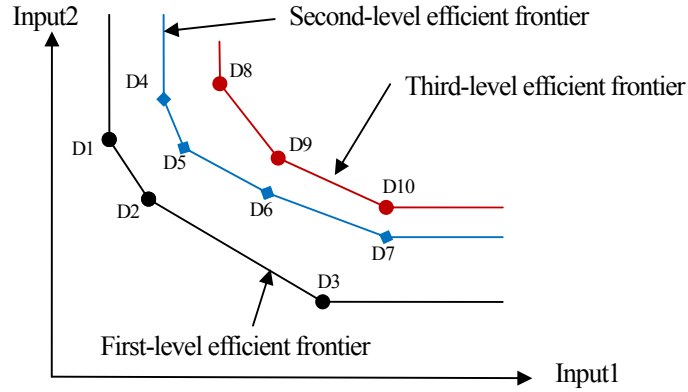 Input2
Second-level efficient frontier
D8
D4
Third-level efficient frontier
D1
D5
D9
D2
D6
D10
D7
D3
First-level efficient frontier
Input1